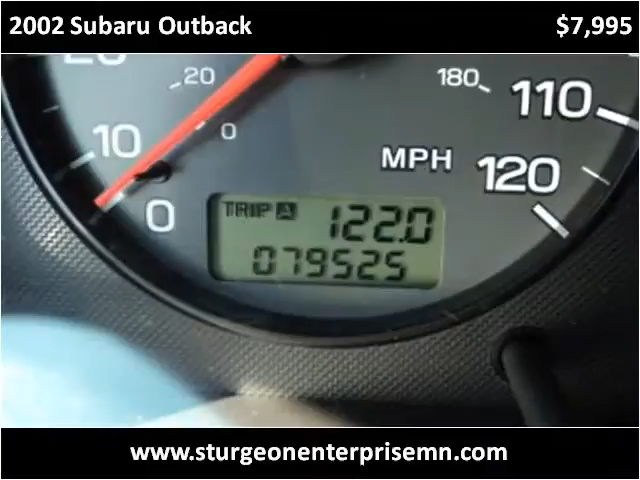 2002 Subaru Outback $7,995
20 20 180 110
10 0 MPH 120
0 TRIP A 122.0
079525
www.sturgeonenterprisemn.com